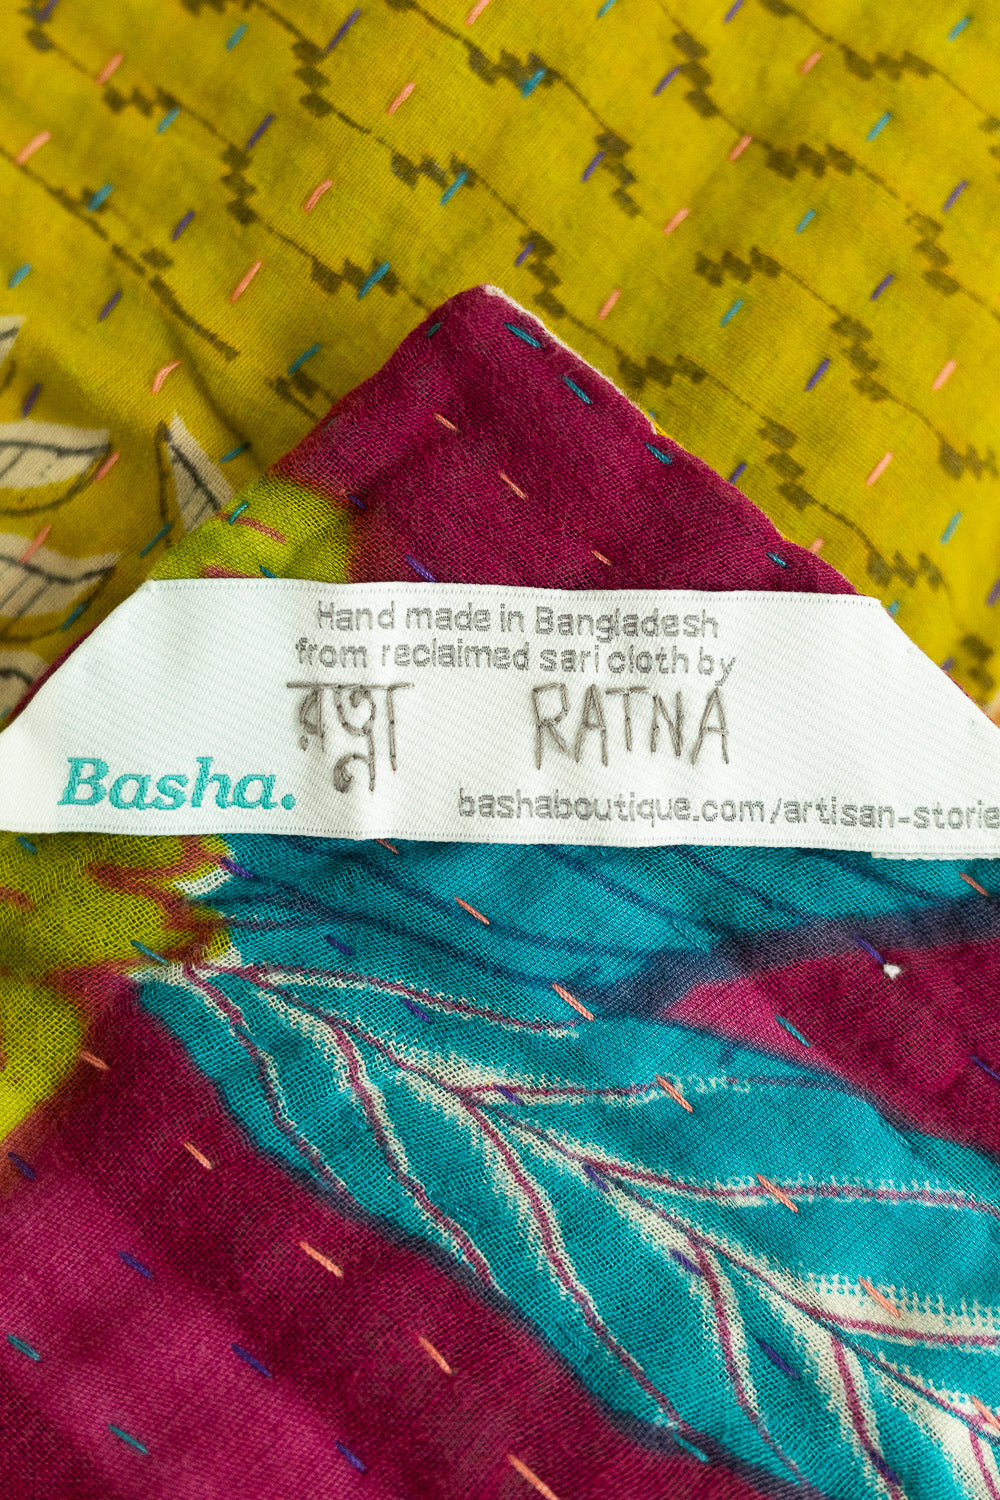 Hand made in Bangladesh
from reclaimed sari cloth by
রত্না RATNA
Basha.
bashaboutique.com/artisan-storie